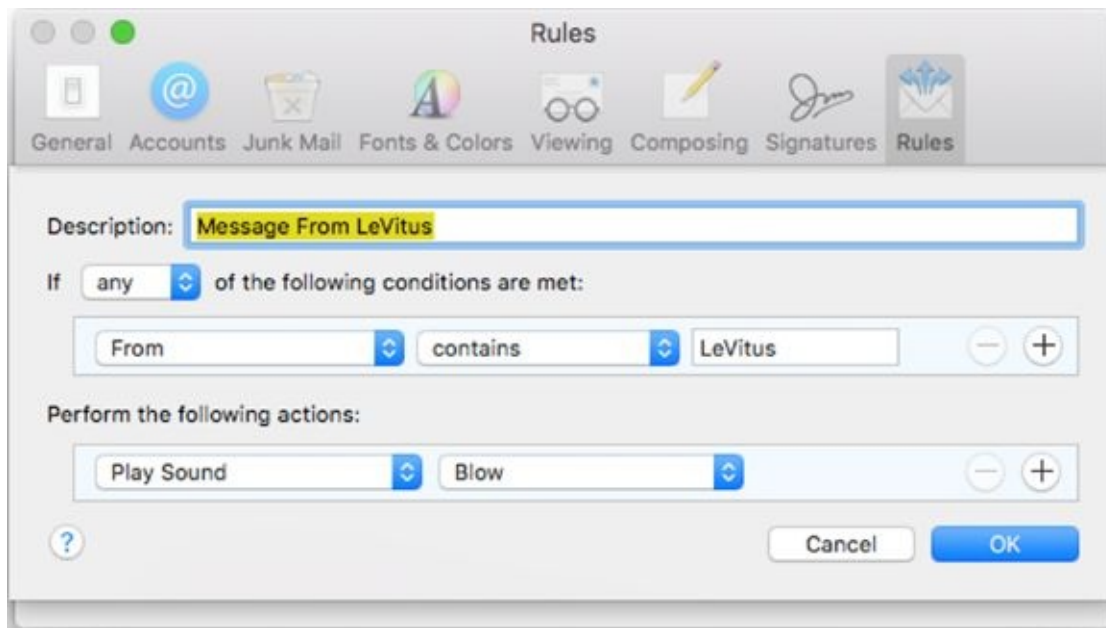 Rules
@
A
General Accounts Junk Mail Fonts & Colors Viewing Composing Signatures Rules
Description: Message From LeVitus
If any of the following conditions are met:
From contains LeVitus
Perform the following actions:
Play Sound Blow
? Cancel OK